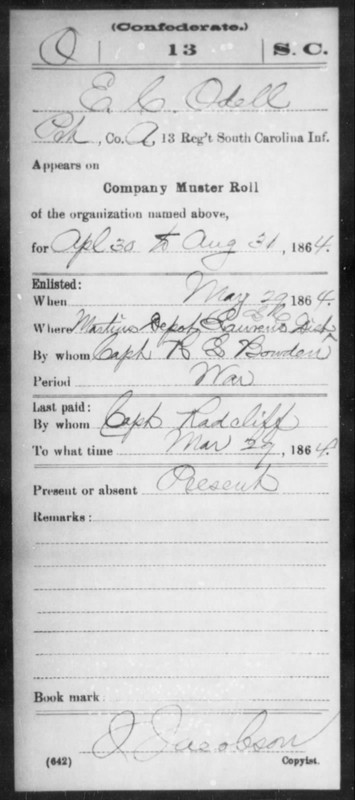 (Confederate.)
O | 13 | S. C.
E. C. Odell
Co. A, 13 Reg't South Carolina Inf.
Appears on
Company Muster Roll
of the organization named above,
for Apl 30 to Aug 31, 1864.
Enlisted:
When May 29 1864.
Where Martins Depot, Laurens Dist
By whom Capt R E Bowdon
Period War
Last paid:
By whom Capt Radcliff
To what time Mar 27, 1864.
Present or absent Present
Remarks:
Book mark:
J Jacobson
(642) Copyist.